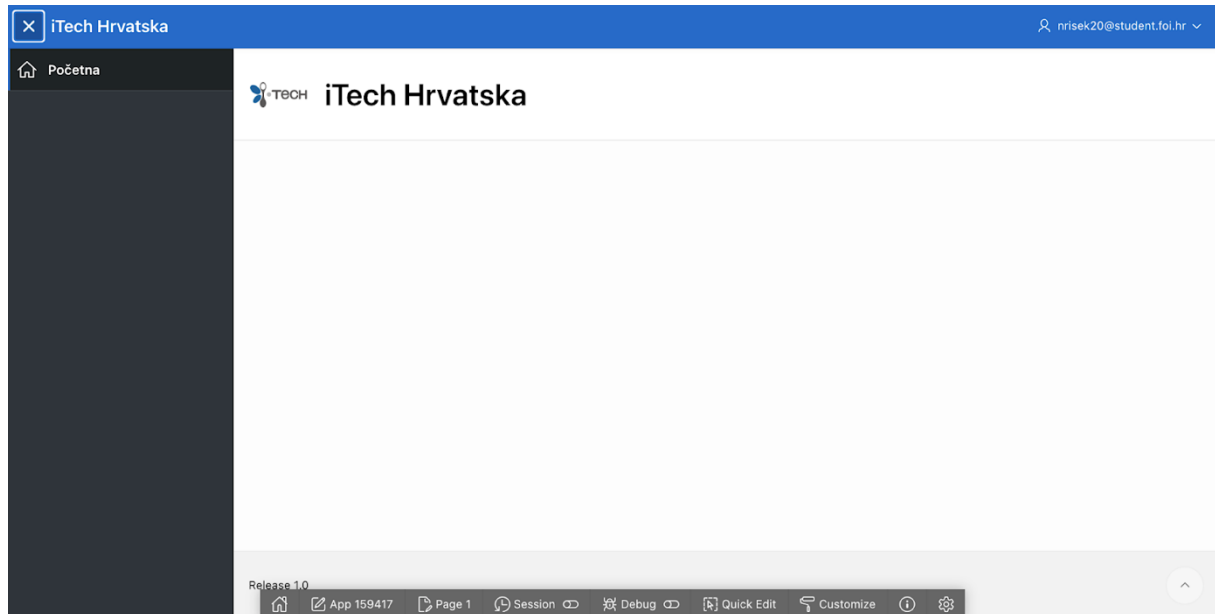 iTech Hrvatska
nrisek20@student.foi.hr
Početna
i-TECH
iTech Hrvatska
Release 1.0
App 159417 Page 1 Session Debug Quick Edit Customize